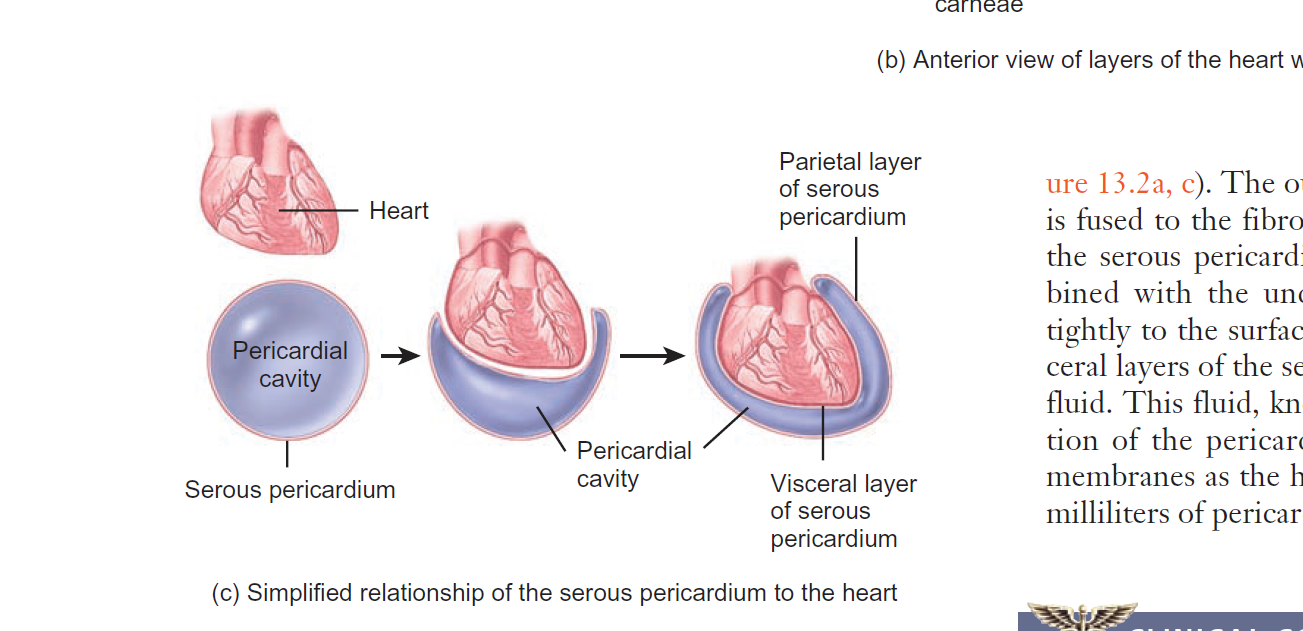 carneae
(b) Anterior view of layers of the heart w
Parietal layer
of serous
pericardium
Heart
Pericardial
cavity
Serous pericardium
Pericardial
cavity
Visceral layer
of serous
pericardium
(c) Simplified relationship of the serous pericardium to the heart
ure 13.2a, c). The ou
is fused to the fibro
the serous pericardi
bined with the und
tightly to the surfac
ceral layers of the se
fluid. This fluid, kn
tion of the pericard
membranes as the h
milliliters of pericar